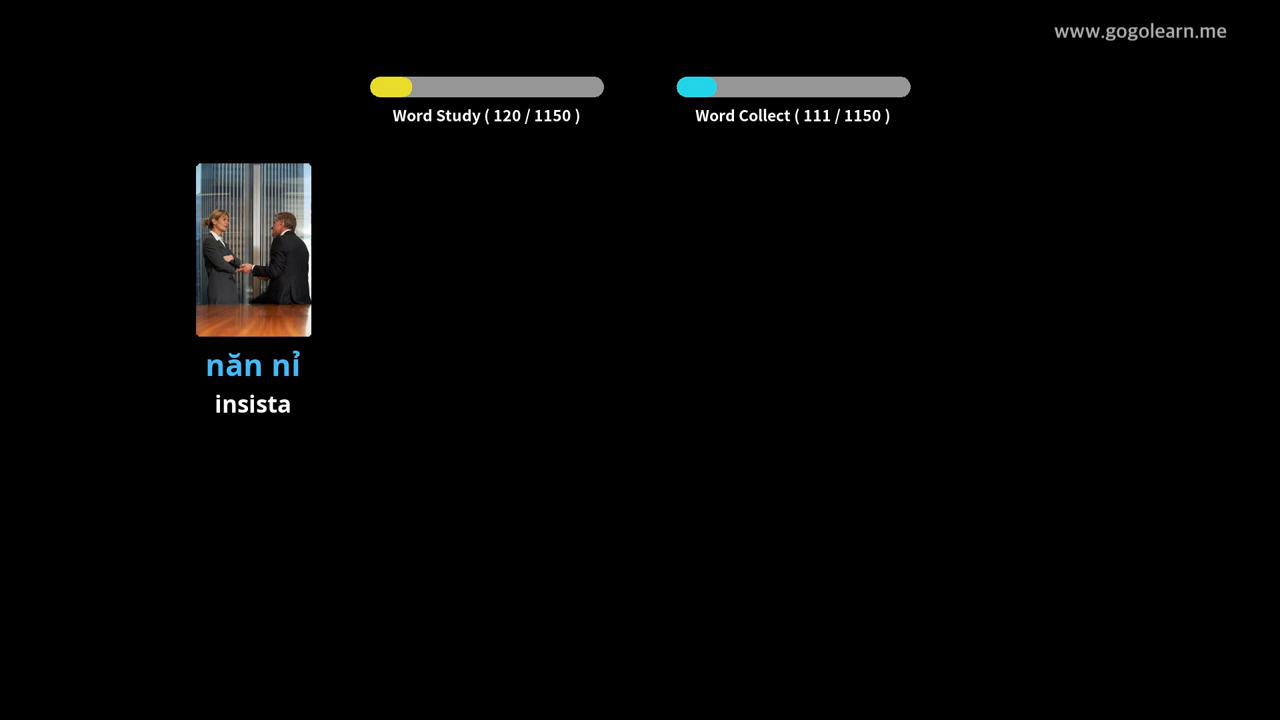 www.gogolearn.me
Word Study ( 120 / 1150 )
Word Collect ( 111 / 1150 )
năn nỉ
insista